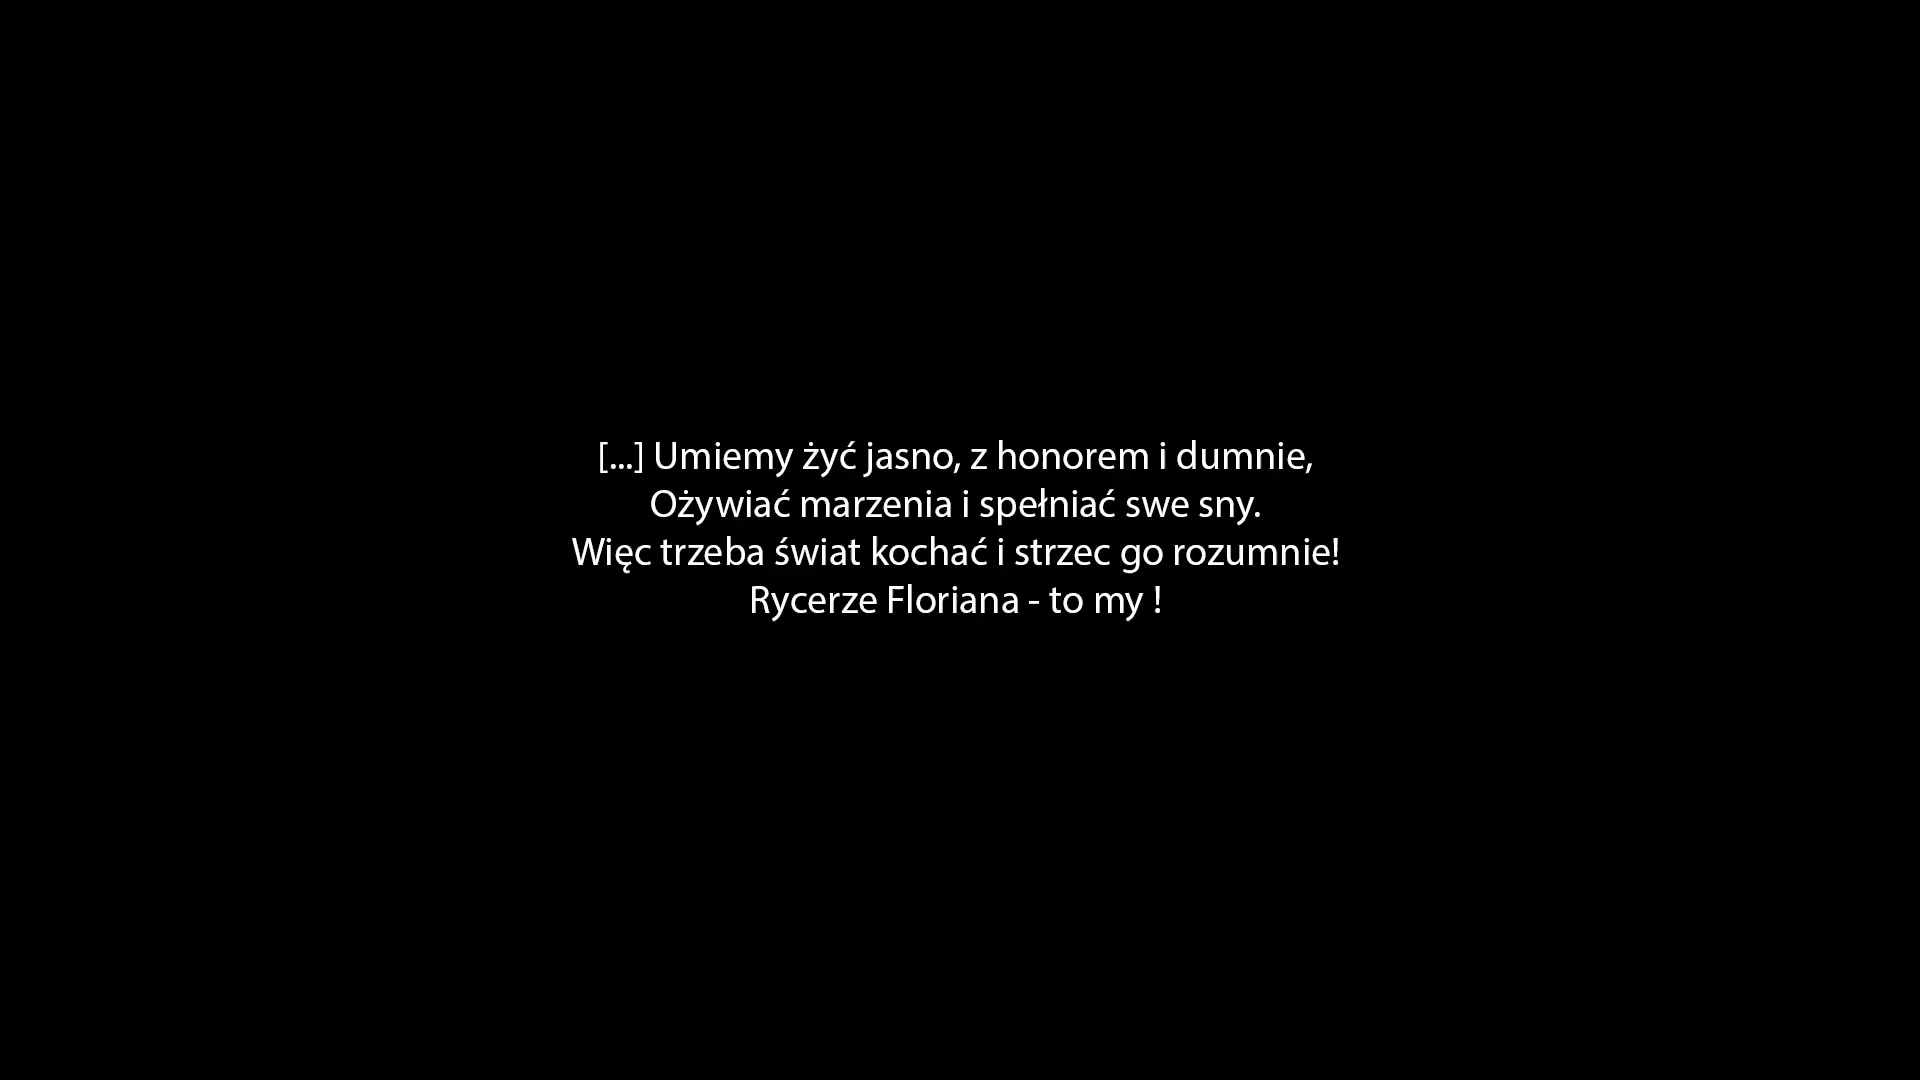 [...] Umiemy żyć jasno, z honorem i dumnie,
Ożywiać marzenia i spełniać swe sny.
Więc trzeba świat kochać i strzec go rozumnie!
Rycerze Floriana - to my !